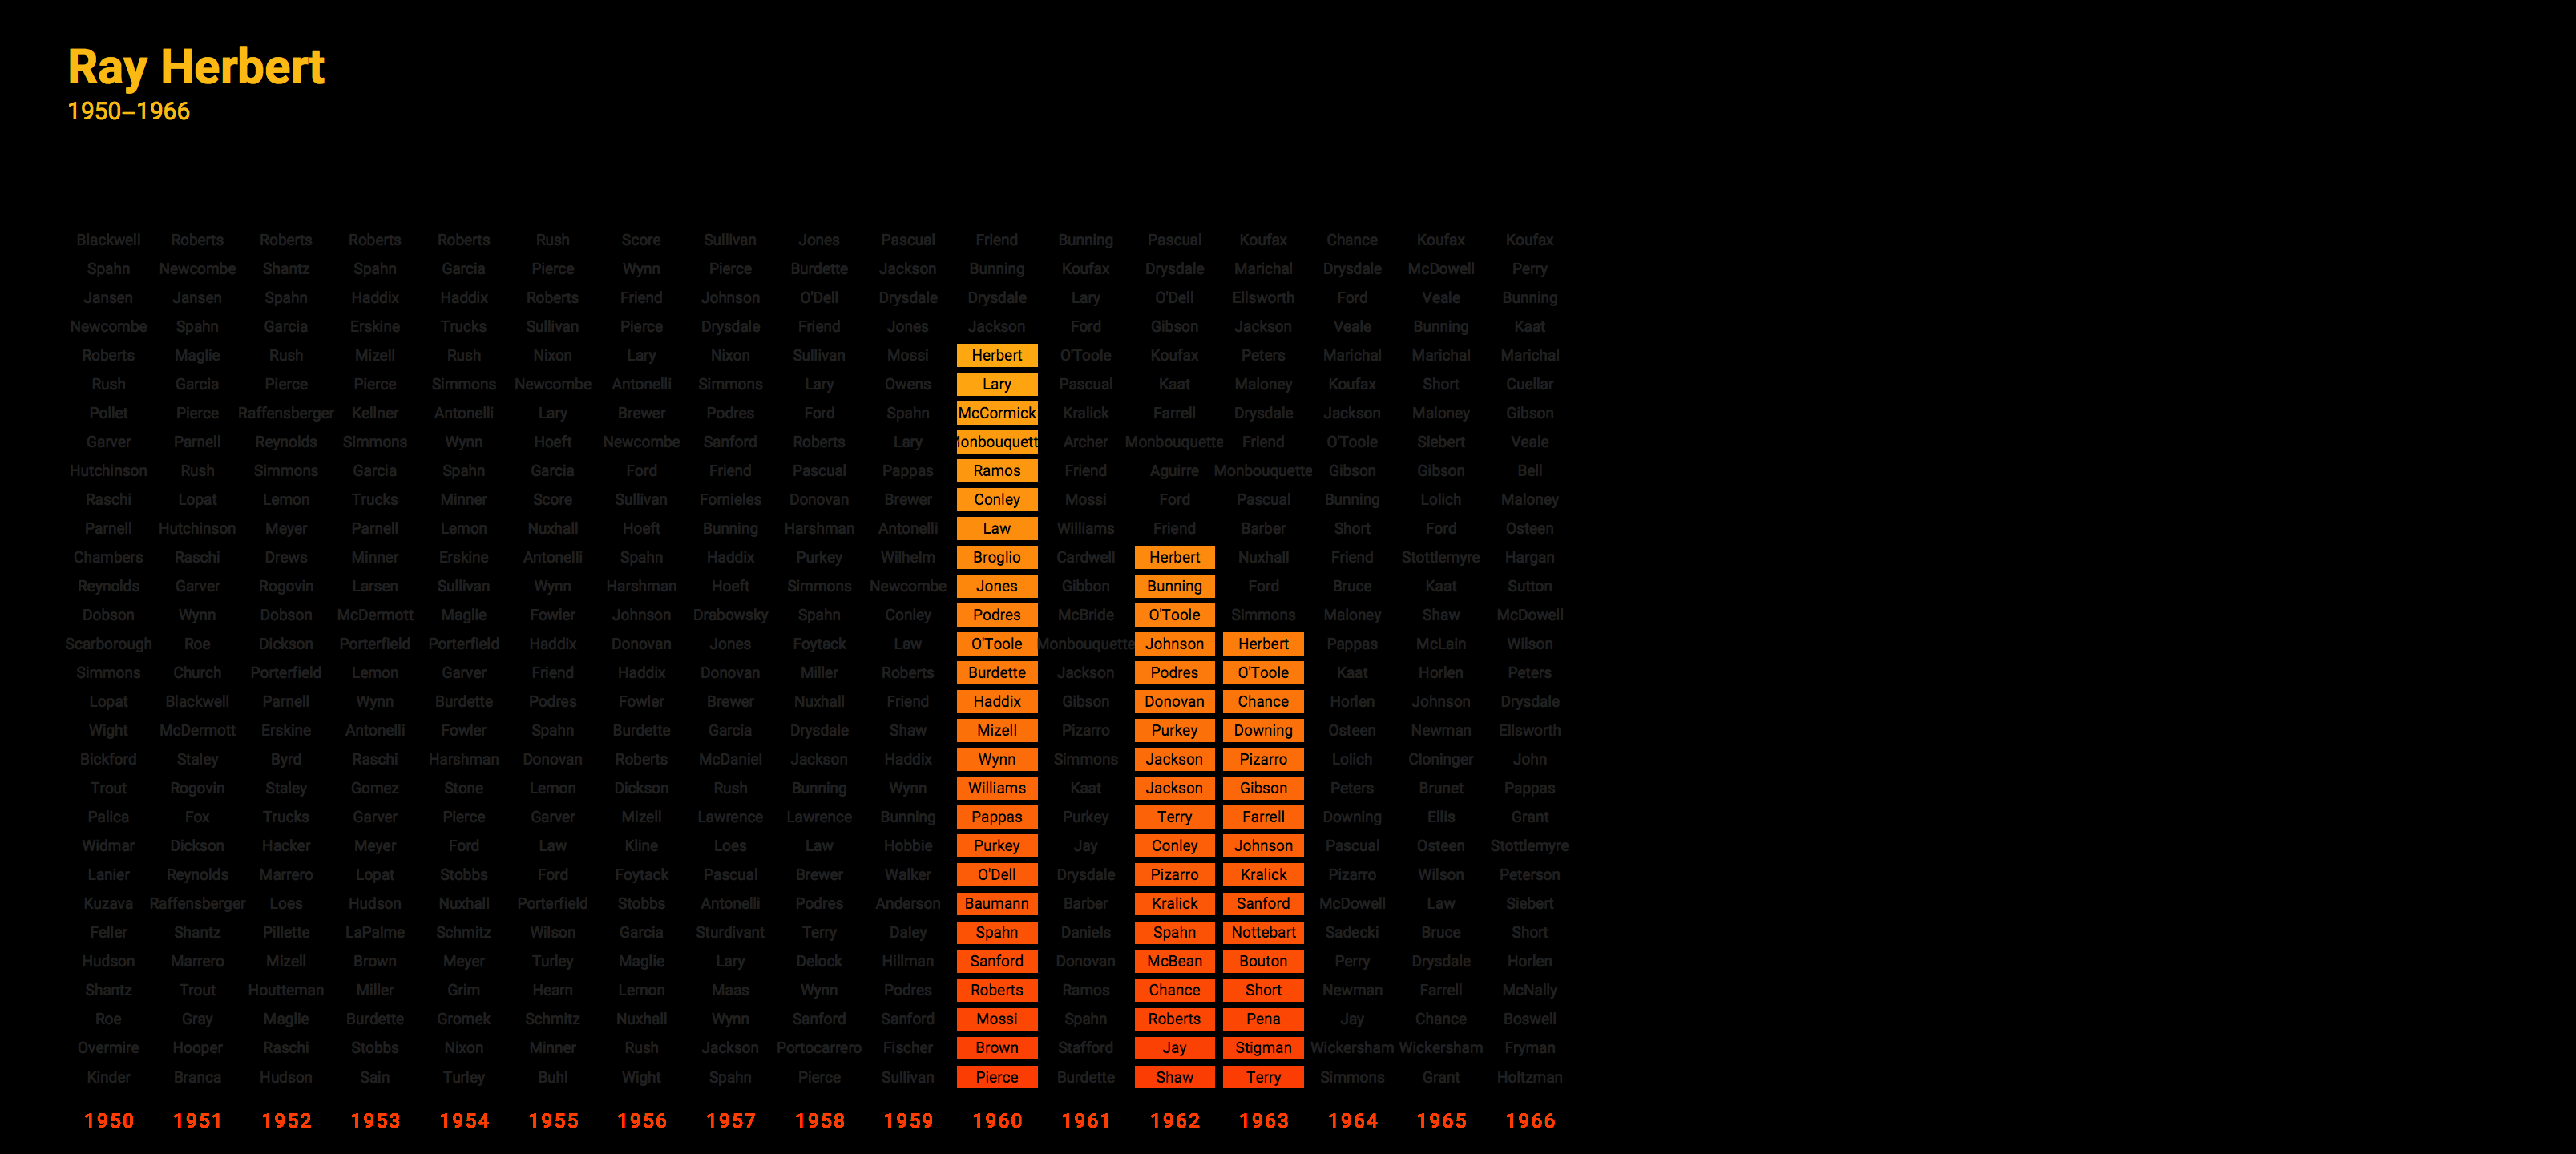 Ray Herbert
1950–1966
Blackwell Roberts Roberts Roberts Roberts Rush Score Sullivan Jones Pascual Friend Bunning Pascual Koufax Chance Koufax Koufax
Spahn Newcombe Shantz Spahn Garcia Pierce Wynn Pierce Burdette Jackson Bunning Koufax Drysdale Marichal Drysdale McDowell Perry
Jansen Jansen Spahn Haddix Haddix Roberts Friend Johnson O'Dell Drysdale Drysdale Lary O'Dell Ellsworth Ford Veale Bunning
Newcombe Spahn Garcia Erskine Trucks Sullivan Pierce Drysdale Friend Jones Jackson Ford Gibson Jackson Veale Bunning Kaat
Roberts Maglie Rush Mizell Rush Nixon Lary Nixon Sullivan Mossi Herbert O'Toole Koufax Peters Marichal Marichal Marichal
Rush Garcia Pierce Pierce Simmons Newcombe Antonelli Simmons Lary Owens Lary Pascual Kaat Maloney Koufax Short Cuellar
Pollet Pierce Raffensberger Kellner Antonelli Lary Brewer Podres Ford Spahn McCormick Kralick Farrell Drysdale Jackson Maloney Gibson
Garver Parnell Reynolds Simmons Wynn Hoeft Newcombe Sanford Roberts Lary Monbouquett Archer Monbouquette Friend O'Toole Siebert Veale
Hutchinson Rush Simmons Garcia Spahn Garcia Ford Friend Pascual Pappas Ramos Friend Aguirre Monbouquette Gibson Gibson Bell
Raschi Lopat Lemon Trucks Minner Score Sullivan Fornieles Donovan Brewer Conley Mossi Ford Pascual Bunning Lolich Maloney
Parnell Hutchinson Meyer Parnell Lemon Nuxhall Hoeft Bunning Harshman Antonelli Law Williams Friend Barber Short Ford Osteen
Chambers Raschi Drews Minner Erskine Antonelli Spahn Haddix Purkey Wilhelm Broglio Cardwell Herbert Nuxhall Friend Stottlemyre Hargan
Reynolds Garver Rogovin Larsen Sullivan Wynn Harshman Hoeft Simmons Newcombe Jones Gibbon Bunning Ford Bruce Kaat Sutton
Dobson Wynn Dobson McDermott Maglie Fowler Johnson Drabowsky Spahn Conley Podres McBride O'Toole Simmons Maloney Shaw McDowell
Scarborough Roe Dickson Porterfield Porterfield Haddix Donovan Jones Foytack Law O'Toole Monbouquette Johnson Herbert Pappas McLain Wilson
Simmons Church Porterfield Lemon Garver Friend Haddix Donovan Miller Roberts Burdette Jackson Podres O'Toole Kaat Horlen Peters
Lopat Blackwell Parnell Wynn Burdette Podres Fowler Brewer Nuxhall Friend Haddix Gibson Donovan Chance Horlen Johnson Drysdale
Wight McDermott Erskine Antonelli Fowler Spahn Burdette Garcia Drysdale Shaw Mizell Pizarro Purkey Downing Osteen Newman Ellsworth
Bickford Staley Byrd Raschi Harshman Donovan Roberts McDaniel Jackson Haddix Wynn Simmons Jackson Pizarro Lolich Cloninger John
Trout Rogovin Staley Gomez Stone Lemon Dickson Rush Bunning Wynn Williams Kaat Jackson Gibson Peters Brunet Pappas
Palica Fox Trucks Garver Pierce Garver Mizell Lawrence Lawrence Bunning Pappas Purkey Terry Farrell Downing Ellis Grant
Widmar Dickson Hacker Meyer Ford Law Kline Loes Law Hobbie Purkey Jay Conley Johnson Pascual Osteen Stottlemyre
Lanier Reynolds Marrero Lopat Stobbs Ford Foytack Pascual Brewer Walker O'Dell Drysdale Pizarro Kralick Pizarro Wilson Peterson
Kuzava Raffensberger Loes Hudson Nuxhall Porterfield Stobbs Antonelli Podres Anderson Baumann Barber Kralick Sanford McDowell Law Siebert
Feller Shantz Pillette LaPalme Schmitz Wilson Garcia Sturdivant Terry Daley Spahn Daniels Spahn Nottebart Sadecki Bruce Short
Hudson Marrero Mizell Brown Meyer Turley Maglie Lary Delock Hillman Sanford Donovan McBean Bouton Perry Drysdale Horlen
Shantz Trout Houtteman Miller Grim Hearn Lemon Maas Wynn Podres Roberts Ramos Chance Short Newman Farrell McNally
Roe Gray Maglie Burdette Gromek Schmitz Nuxhall Wynn Sanford Sanford Mossi Spahn Roberts Pena Jay Chance Boswell
Overmire Hooper Raschi Stobbs Nixon Minner Rush Jackson Portocarrero Fischer Brown Stafford Jay Stigman Wickersham Wickersham Fryman
Kinder Branca Hudson Sain Turley Buhl Wight Spahn Pierce Sullivan Pierce Burdette Shaw Terry Simmons Grant Holtzman
1950 1951 1952 1953 1954 1955 1956 1957 1958 1959 1960 1961 1962 1963 1964 1965 1966